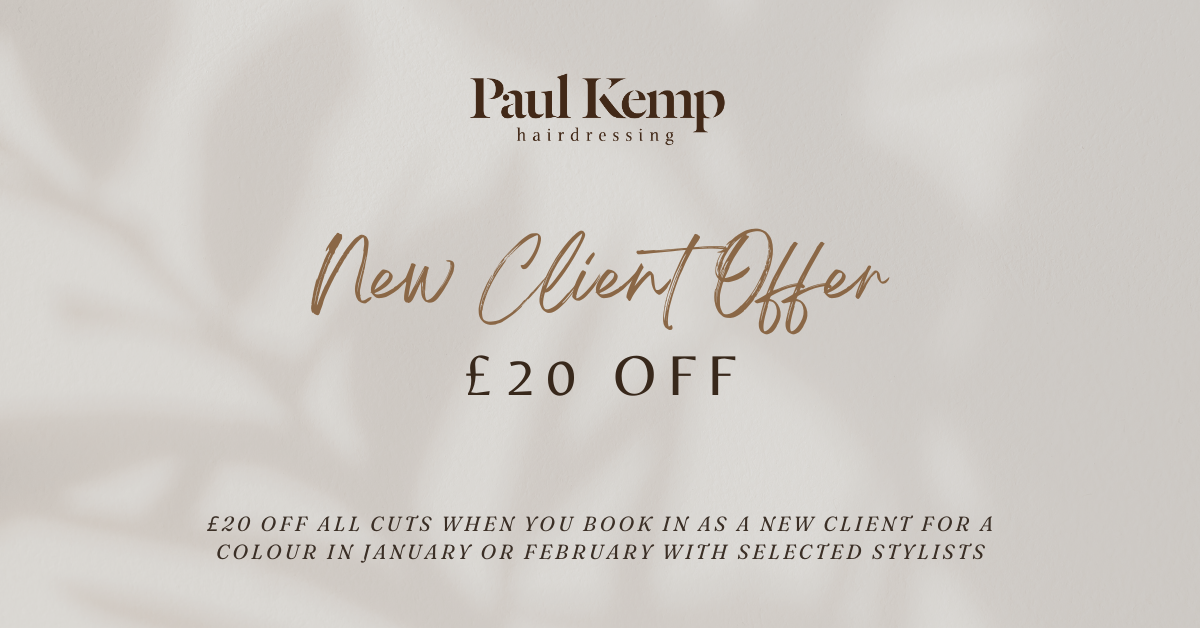 Paul Kemp
hairdressing
New Client Offer
£20 OFF
£20 OFF ALL CUTS WHEN YOU BOOK IN AS A NEW CLIENT FOR A
COLOUR IN JANUARY OR FEBRUARY WITH SELECTED STYLISTS